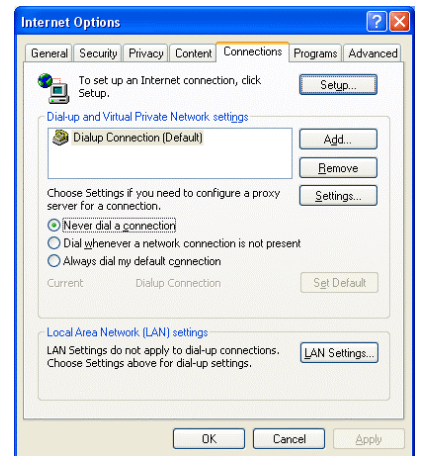 Internet Options
General Security Privacy Content Connections Programs Advanced
To set up an Internet connection, click
Setup.
Setup...
Dial-up and Virtual Private Network settings
Dialup Connection (Default)
Add...
Remove
Choose Settings if you need to configure a proxy
server for a connection.
Settings...
Never dial a connection
Dial whenever a network connection is not present
Always dial my default connection
Current Dialup Connection
Set Default
Local Area Network (LAN) settings
LAN Settings do not apply to dial-up connections.
Choose Settings above for dial-up settings.
LAN Settings...
OK Cancel Apply